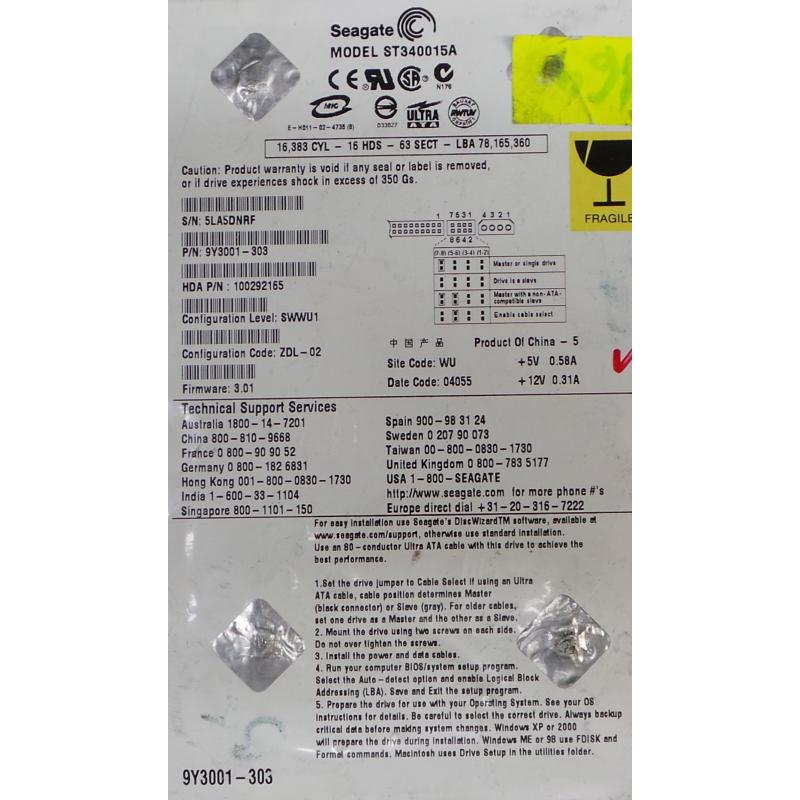 Seagate
MODEL ST340015A
N176
E-H011-02-4735 (B)
D33027
ULTRA
ATA
16,383 CYL - 16 HDS - 63 SECT - LBA 78,165,360
Caution: Product warranty is void if any seal or label is removed,
or if drive experiences shock in excess of 350 Gs.
FRAGILE
S/N: 5LA5DNRF
P/N: 9Y3001-303
HDA P/N : 100292165
Configuration Level: SWWU1
Configuration Code: ZDL-02
Firmware: 3.01
1 7531 4321
8642
(7-8) (5-6) (3-4) (1-2)
Master or single drive
Drive is a slave
Master with a non-ATA-
compatible slave
Enable cable select
中国产品 Product Of China - 5
Site Code: WU +5V 0.58A
Date Code: 04055 +12V 0.31A
Technical Support Services
Australia 1800-14-7201
China 800-810-9668
France 0 800-90 90 52
Germany 0 800-182 6831
Hong Kong 001-800-0830-1730
India 1-600-33-1104
Singapore 800-1101-150
Spain 900-98 31 24
Sweden 0 207 90 073
Taiwan 00-800-0830-1730
United Kingdom 0 800-783 5177
USA 1-800-SEAGATE
http://www.seagate.com for more phone #'s
Europe direct dial +31-20-316-7222
For easy installation use Seagate's DiscWizardTM software, available at
www.seagate.com/support, otherwise use standard installation.
Use an 80-conductor Ultra ATA cable with this drive to achieve the
best performance.
1.Set the drive jumper to Cable Select if using an Ultra
ATA cable, cable position determines Master
(black connector) or Slave (gray). For older cables,
set one drive as a Master and the other as a Slave.
2. Mount the drive using two screws on each side.
Do not over tighten the screws.
3. Install the power and data cables.
4. Run your computer BIOS/system setup program.
Select the Auto-detect option and enable Logical Block
Addressing (LBA). Save and Exit the setup program.
5. Prepare the drive for use with your Operating System. See your OS
instructions for details. Be careful to select the correct drive. Always backup
critical data before making system changes. Windows XP or 2000
will prepare the drive during installation. Windows ME or 98 use FDISK and
Format commands. Macintosh uses Drive Setup in the utilities folder.
9Y3001-303